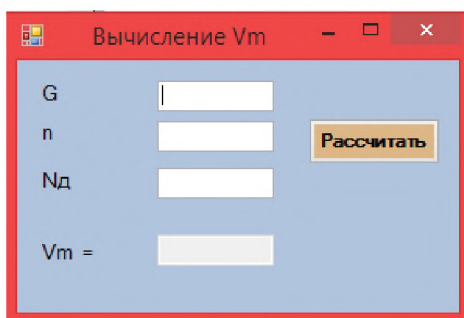 Вычисление Vm
G
n
Рассчитать
Nд
Vm =